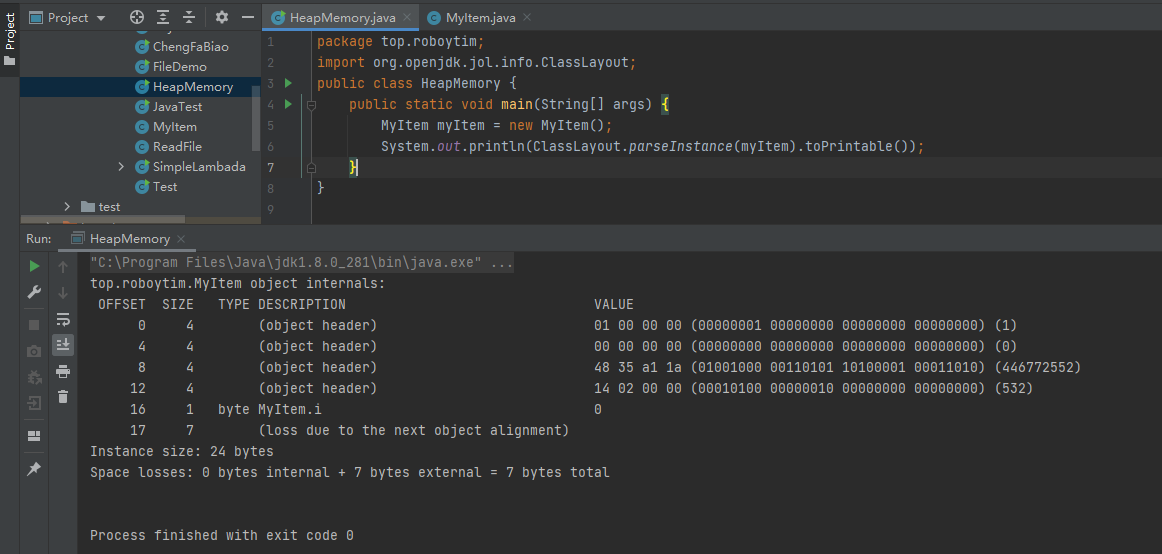 Project
Project
HeapMemory.java
MyItem.java
ChengFaBiao
FileDemo
HeapMemory
JavaTest
MyItem
ReadFile
SimpleLambada
Test
test
1 package top.roboytim;
2 import org.openjdk.jol.info.ClassLayout;
3 public class HeapMemory {
4 public static void main(String[] args) {
5 MyItem myItem = new MyItem();
6 System.out.println(ClassLayout.parseInstance(myItem).toPrintable());
7 }
8 }
9
Run: HeapMemory
"C:\Program Files\Java\jdk1.8.0_281\bin\java.exe" ...
top.roboytim.MyItem object internals:
OFFSET SIZE TYPE DESCRIPTION VALUE
0 4 (object header) 01 00 00 00 (00000001 00000000 00000000 00000000) (1)
4 4 (object header) 00 00 00 00 (00000000 00000000 00000000 00000000) (0)
8 4 (object header) 48 35 a1 1a (01001000 00110101 10100001 00011010) (446772552)
12 4 (object header) 14 02 00 00 (00010100 00000010 00000000 00000000) (532)
16 1 byte MyItem.i 0
17 7 (loss due to the next object alignment)
Instance size: 24 bytes
Space losses: 0 bytes internal + 7 bytes external = 7 bytes total
Process finished with exit code 0